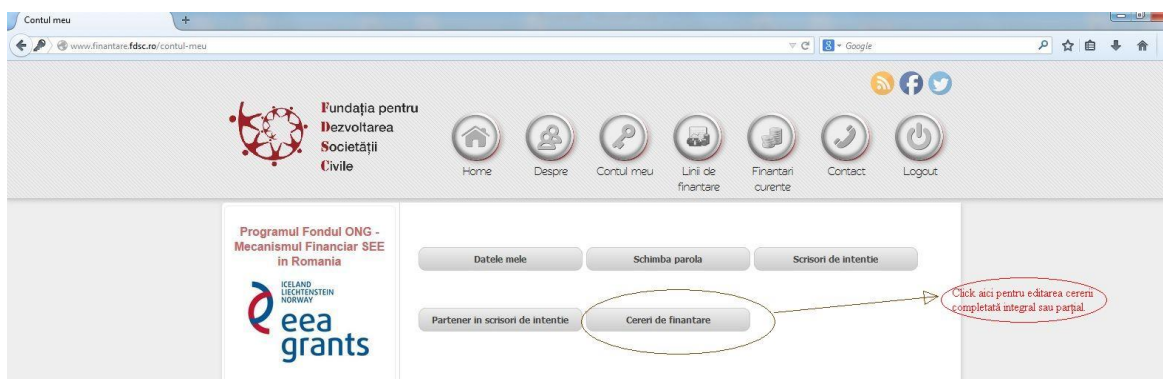 Contul meu
www.finantare.fdsc.ro/contul-meu
Google
Fundația pentru
Dezvoltarea
Societății
Civile
Home
Despre
Contul meu
Linii de
finantare
Finantari
curente
Contact
Logout
Programul Fondul ONG -
Mecanismul Financiar SEE
in Romania
ICELAND
LIECHTENSTEIN
NORWAY
eea
grants
Datele mele
Schimba parola
Scrisori de intentie
Partener in scrisori de intentie
Cereri de finantare
Click aici pentru editarea cererii
completată integral sau parțial.